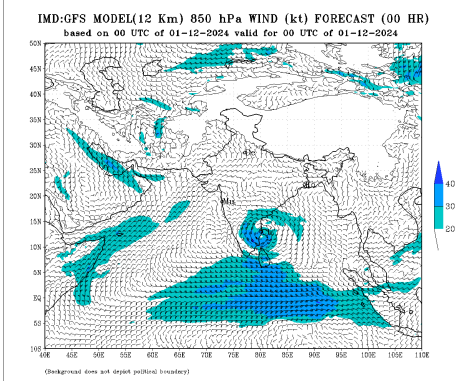 IMD:GFS MODEL(12 Km) 850 hPa WIND (kt) FORECAST (00 HR)
based on 00 UTC of 01-12-2024 valid for 00 UTC of 01-12-2024
50N
45N
40N
35N
30N
25N
20N
15N
10N
5N
EQ
5S
10S
40E 45E 50E 55E 60E 65E 70E 75E 80E 85E 90E 95E 100E 105E 110E
40
30
20
(Background does not depict political boundary)